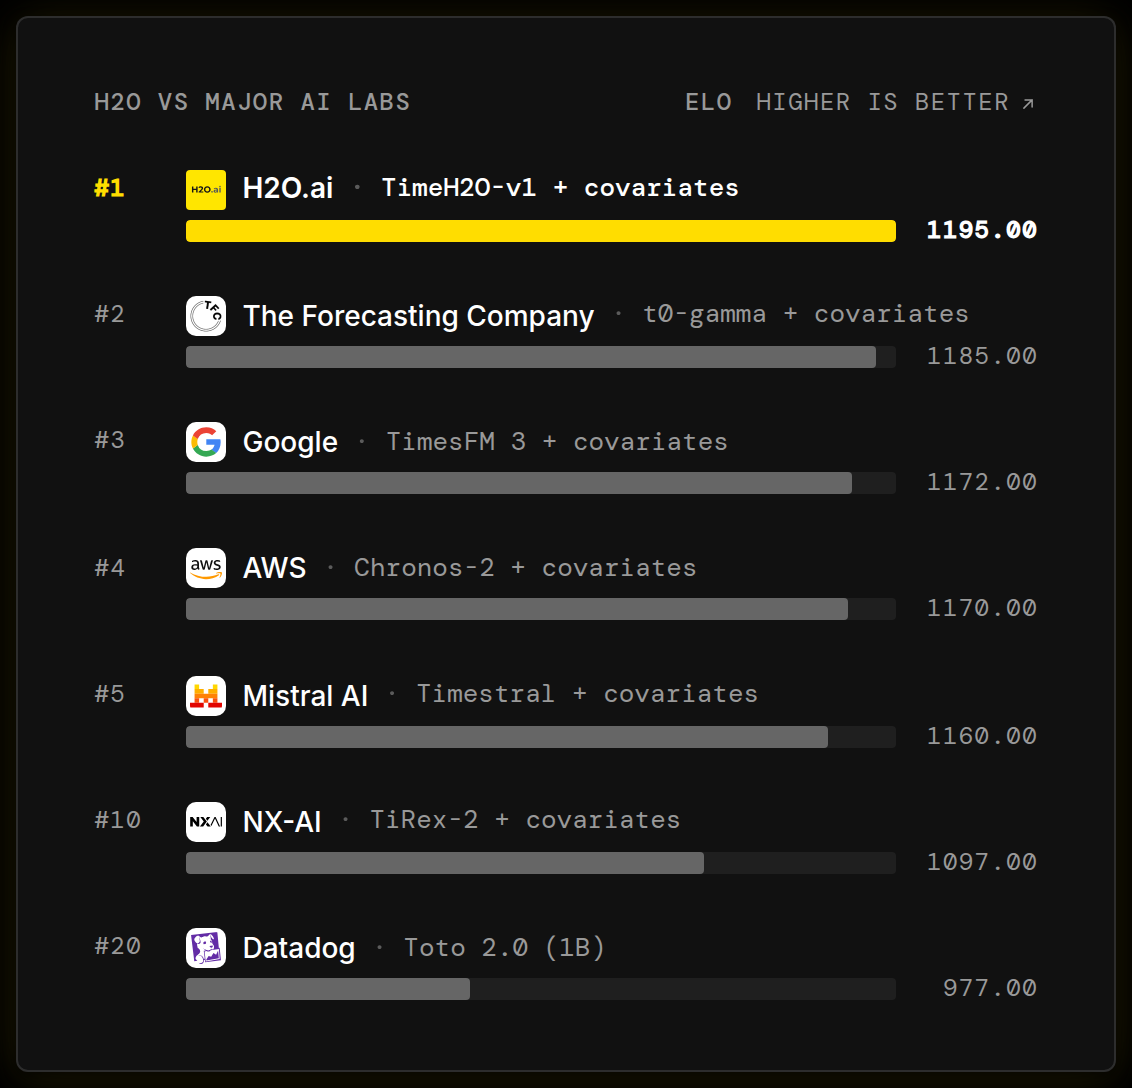 H2O VS MAJOR AI LABS ELO HIGHER IS BETTER ↗
#1 H2O.ai H2O.ai · TimeH2O-v1 + covariates
1195.00
#2 TFC The Forecasting Company · t0-gamma + covariates
1185.00
#3 G Google · TimesFM 3 + covariates
1172.00
#4 aws AWS · Chronos-2 + covariates
1170.00
#5 Mistral AI · Timestral + covariates
1160.00
#10 NXAI NX-AI · TiRex-2 + covariates
1097.00
#20 Datadog · Toto 2.0 (1B)
977.00